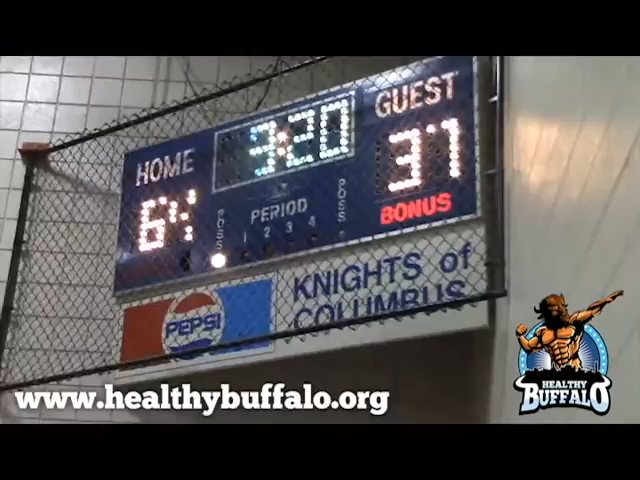 HOME
3:20
GUEST
64
37
POSS
PERIOD
1 2 3 4
POSS
BONUS
PEPSI
KNIGHTS of
COLUMBUS
www.healthybuffalo.org
HEALTHY
BUFFALO